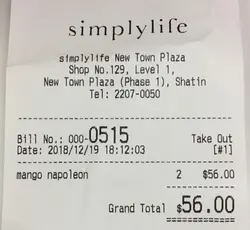 simplylife
simplylife New Town Plaza
Shop No.129, Level 1,
New Town Plaza (Phase 1), Shatin
Tel: 2207-0050
Bill No.: 000-0515 Take Out
Date: 2018/12/19 18:12:03 [#1]
mango napoleon 2 $56.00
Grand Total $56.00